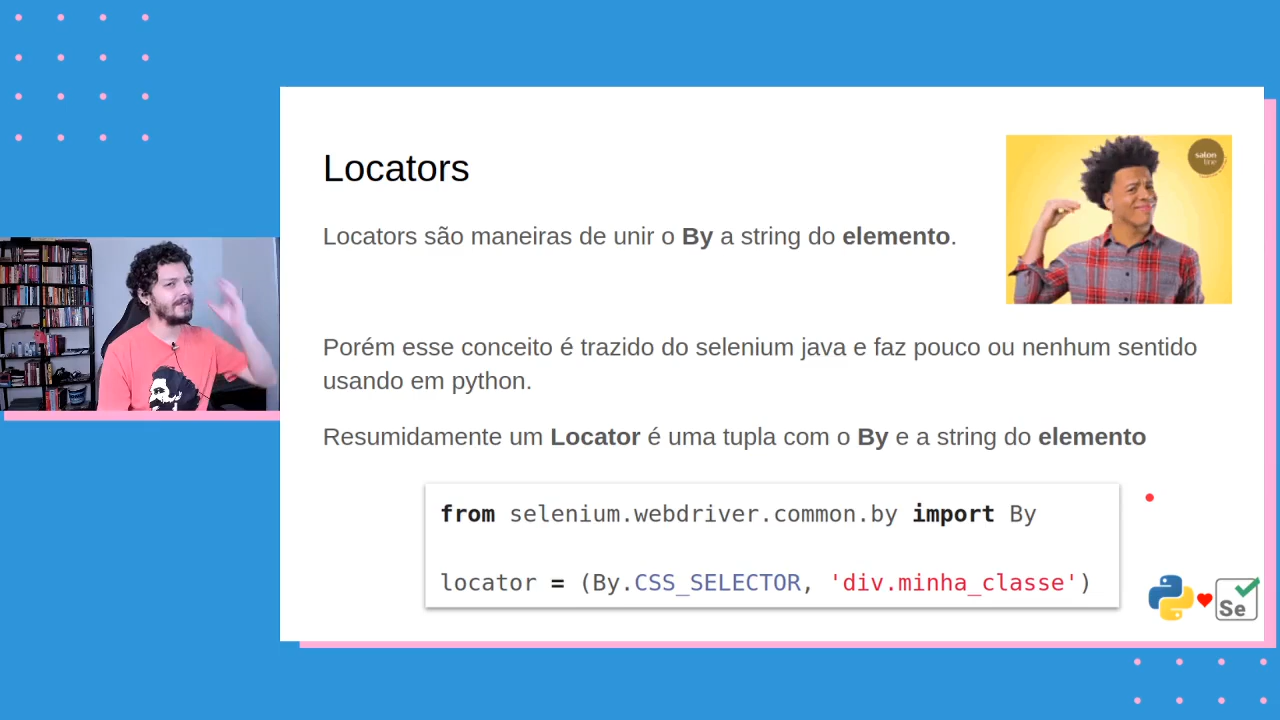 Locators
salon
line
Locators são maneiras de unir o By a string do elemento.
Porém esse conceito é trazido do selenium java e faz pouco ou nenhum sentido
usando em python.
Resumidamente um Locator é uma tupla com o By e a string do elemento
from selenium.webdriver.common.by import By
locator = (By.CSS_SELECTOR, 'div.minha_classe')
Se